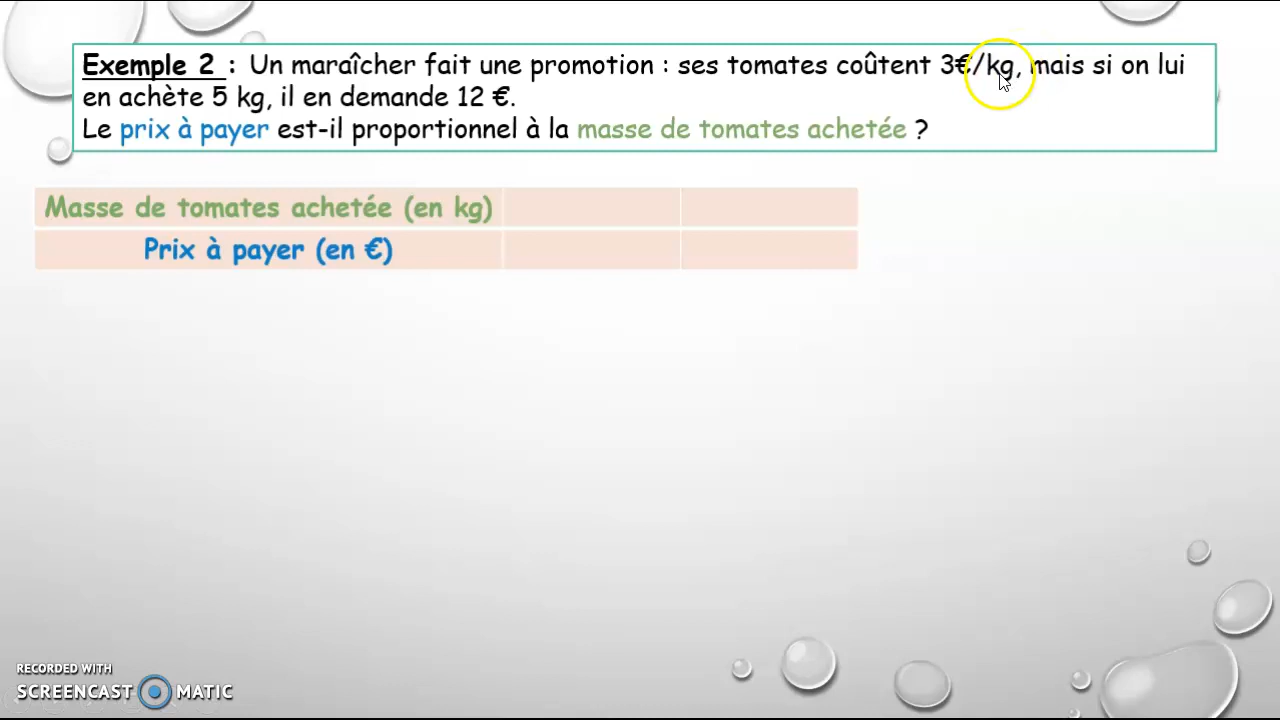 Exemple 2 : Un maraîcher fait une promotion : ses tomates coûtent 3€/kg, mais si on lui
en achète 5 kg, il en demande 12 €.
Le prix à payer est-il proportionnel à la masse de tomates achetée ?
Masse de tomates achetée (en kg)
Prix à payer (en €)
RECORDED WITH
SCREENCAST MATIC